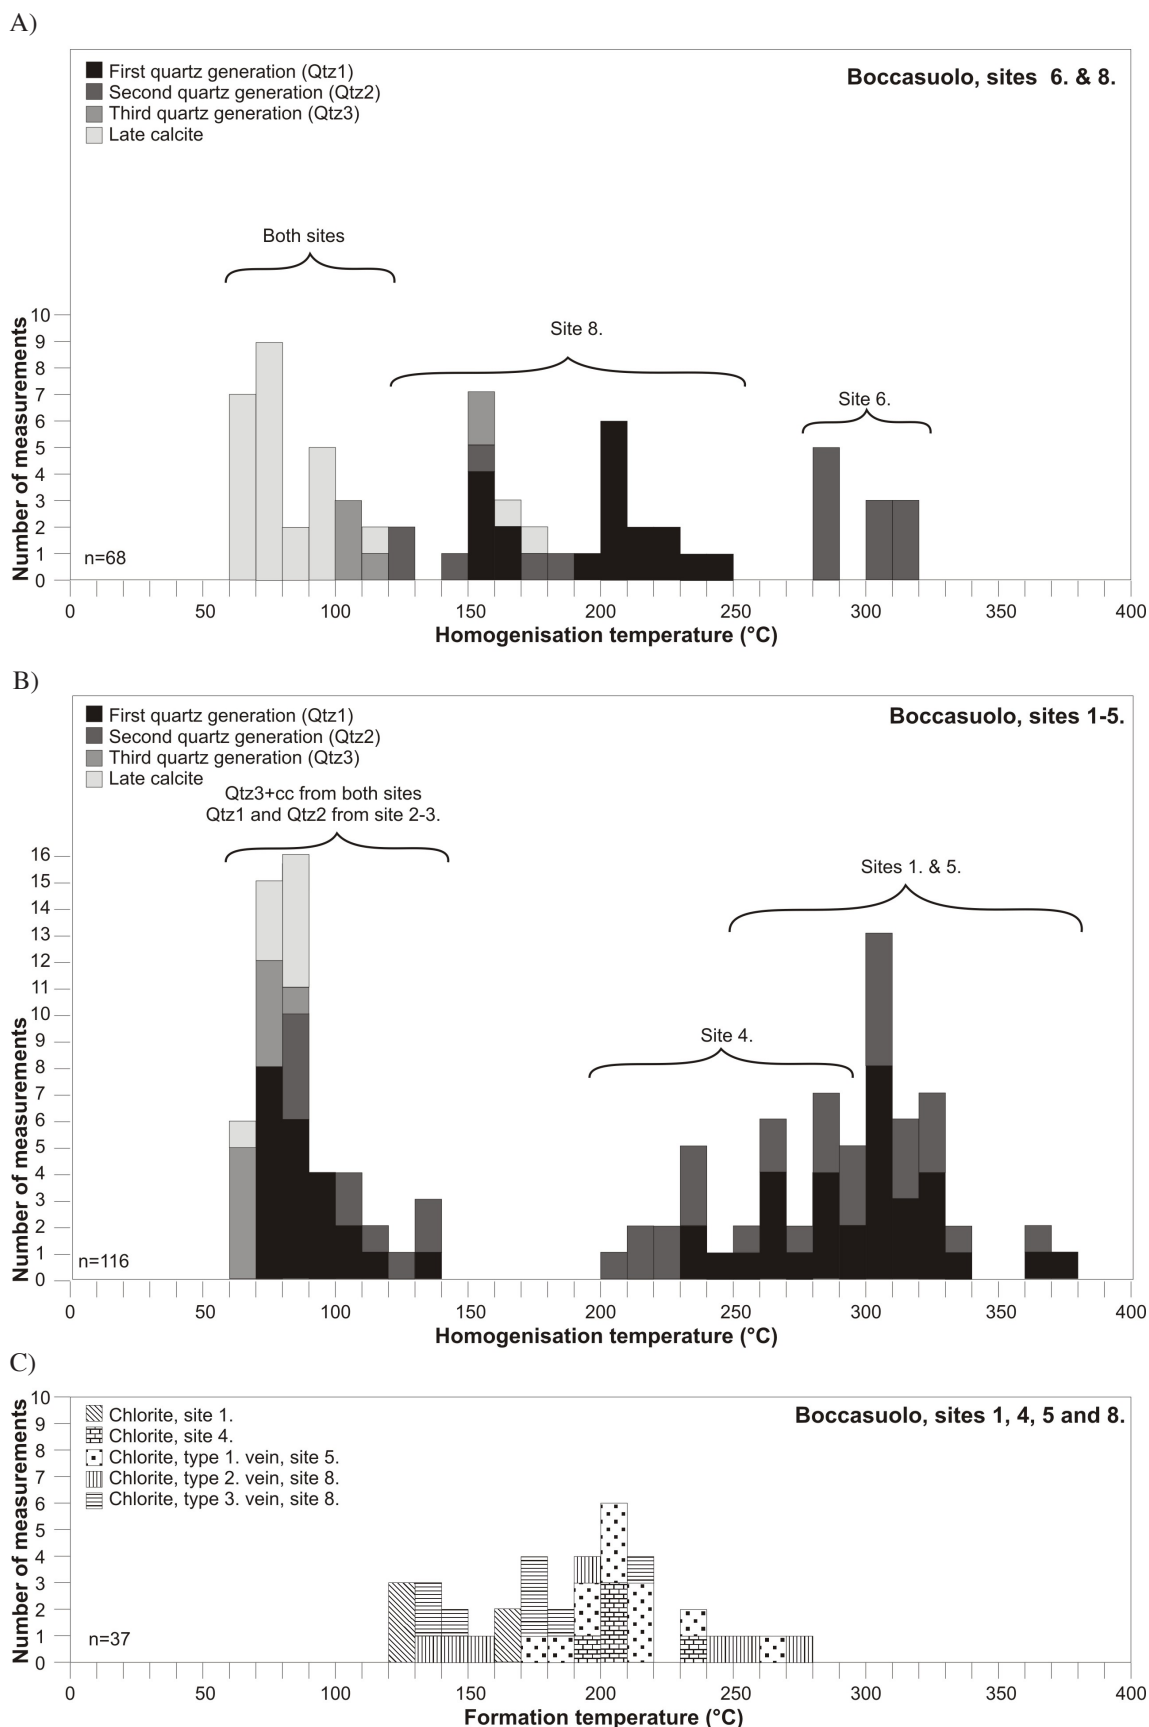 A)
First quartz generation (Qtz1)
Second quartz generation (Qtz2)
Third quartz generation (Qtz3)
Late calcite
Boccasuolo, sites 6. & 8.
Both sites
Site 8.
Site 6.
Number of measurements
10
9
8
7
6
5
4
3
2
1
0
n=68
0 50 100 150 200 250 300 350 400
Homogenisation temperature (°C)
B)
First quartz generation (Qtz1)
Second quartz generation (Qtz2)
Third quartz generation (Qtz3)
Late calcite
Boccasuolo, sites 1-5.
Qtz3+cc from both sites
Qtz1 and Qtz2 from site 2-3.
Sites 1. & 5.
Site 4.
Number of measurements
16
15
14
13
12
11
10
9
8
7
6
5
4
3
2
1
0
n=116
0 50 100 150 200 250 300 350 400
Homogenisation temperature (°C)
C)
Chlorite, site 1.
Chlorite, site 4.
Chlorite, type 1. vein, site 5.
Chlorite, type 2. vein, site 8.
Chlorite, type 3. vein, site 8.
Boccasuolo, sites 1, 4, 5 and 8.
Number of measurements
10
9
8
7
6
5
4
3
2
1
0
n=37
0 50 100 150 200 250 300 350 400
Formation temperature (°C)